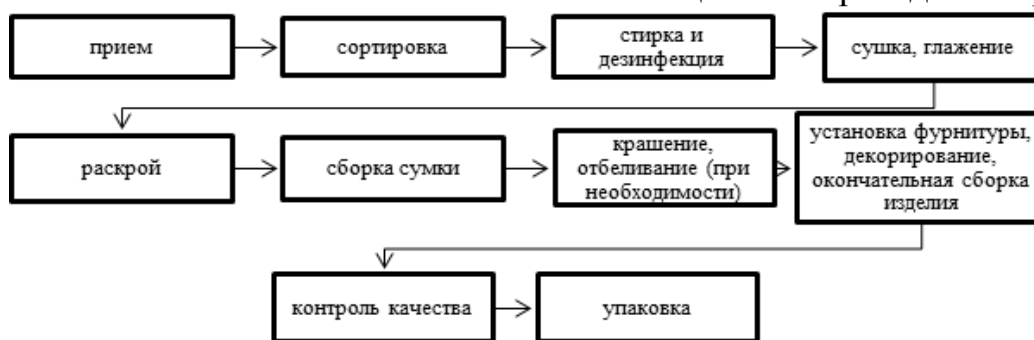 прием
сортировка
стирка и
дезинфекция
сушка, глажение
раскрой
сборка сумки
крашение,
отбеливание (при
необходимости)
установка фурнитуры,
декорирование,
окончательная сборка
изделия
контроль качества
упаковка